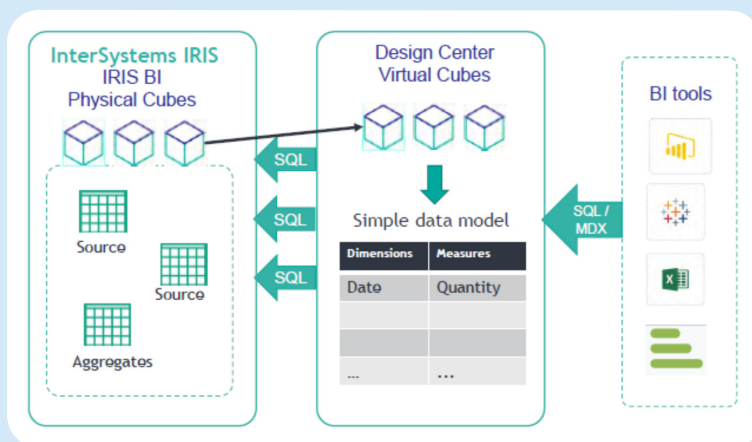 InterSystems IRIS
IRIS BI
Physical Cubes
Source
Source
Aggregates
SQL
SQL
SQL
Design Center
Virtual Cubes
Simple data model
Dimensions Measures
Date Quantity
... ...
SQL /
MDX
BI tools
X